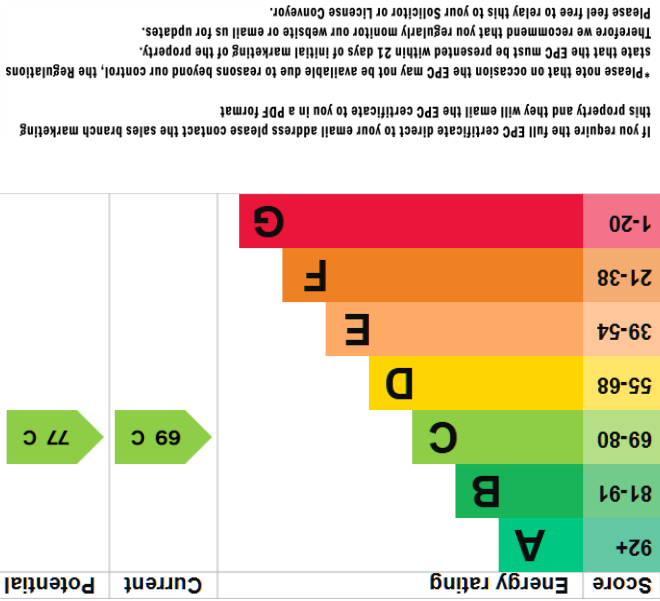 Score Energy rating Current Potential
92+ A
81-91 B
69-80 C 69 C 77 C
55-68 D
39-54 E
21-38 F
1-20 G
If you require the full EPC certificate direct to your email address please contact the sales branch marketing
this property and they will email the EPC certificate to you in a PDF format
*Please note that on occasion the EPC may not be available due to reasons beyond our control, the Regulations
state that the EPC must be presented within 21 days of initial marketing of the property.
Therefore we recommend that you regularly monitor our website or email us for updates.
Please feel free to relay this to your Solicitor or License Conveyor.